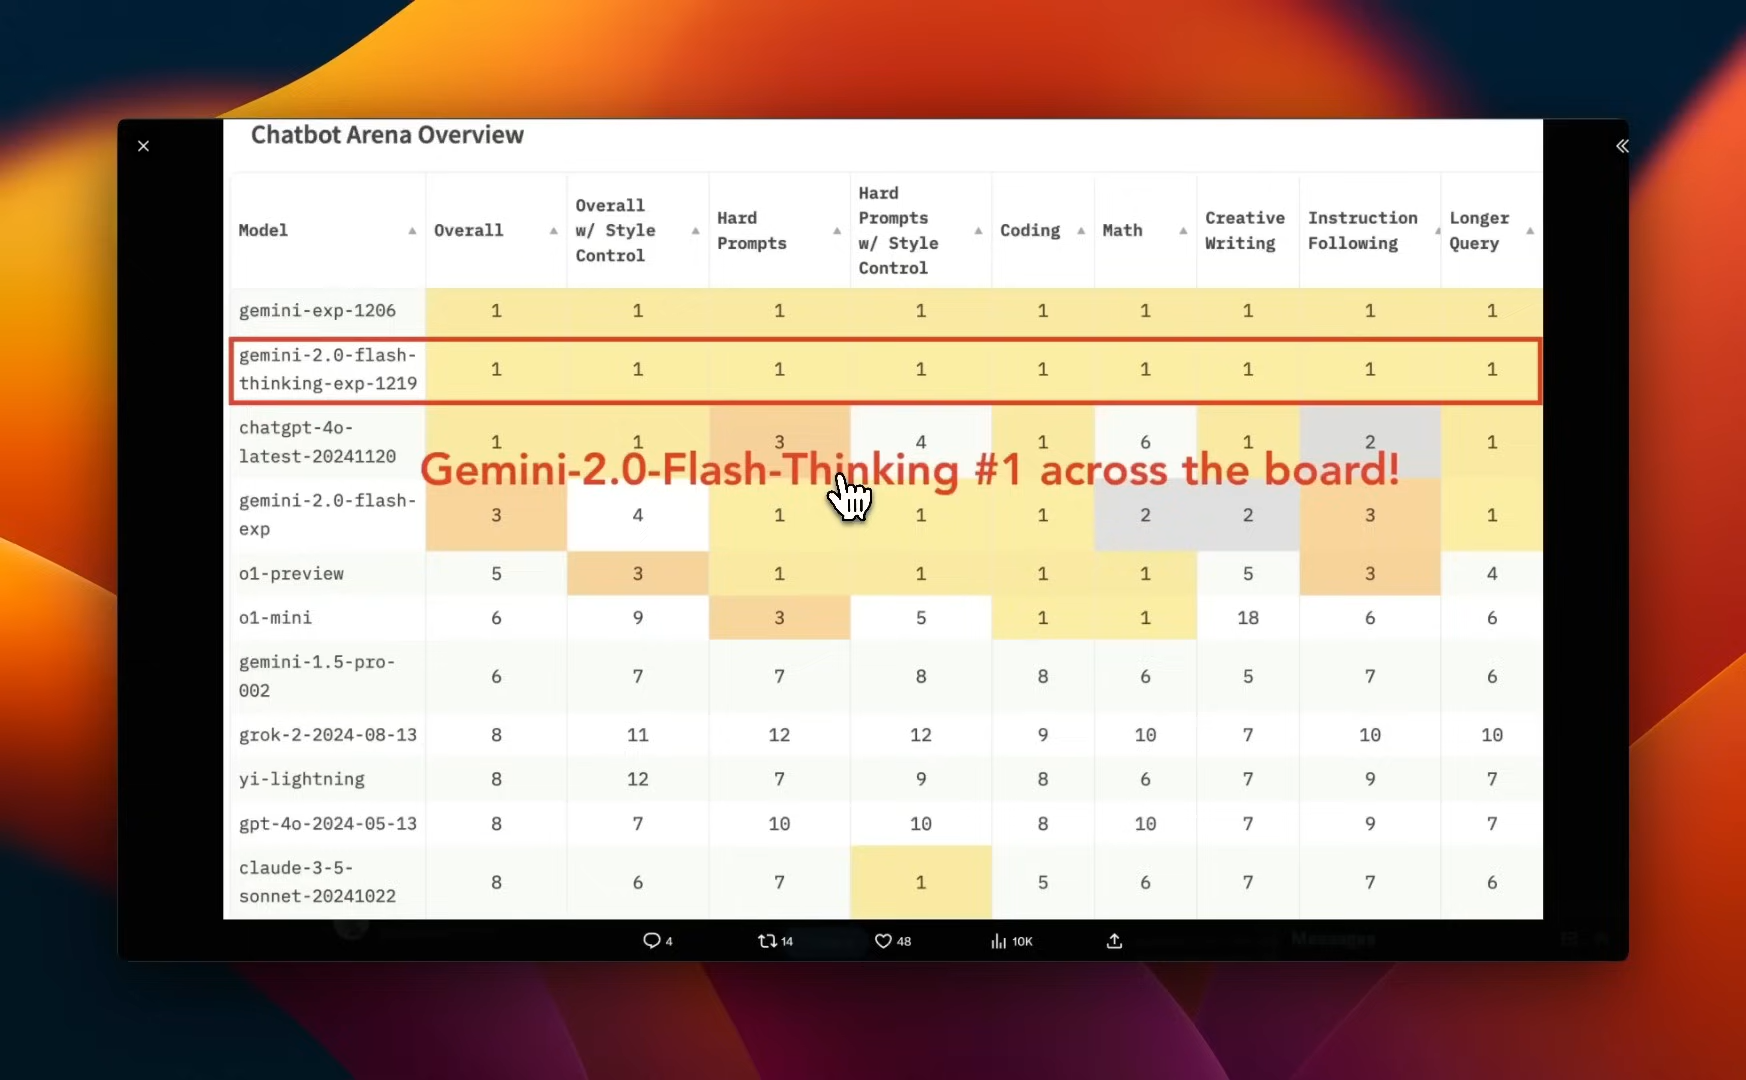 Chatbot Arena Overview
Model Overall Overall w/ Style Control Hard Prompts Hard Prompts w/ Style Control Coding Math Creative Writing Instruction Following Longer Query
gemini-exp-1206 1 1 1 1 1 1 1 1 1
gemini-2.0-flash-thinking-exp-1219 1 1 1 1 1 1 1 1 1
chatgpt-4o-latest-20241120 1 1 3 4 1 6 1 2 1
Gemini-2.0-Flash-Thinking #1 across the board!
gemini-2.0-flash-exp 3 4 1 1 1 2 2 3 1
o1-preview 5 3 1 1 1 1 5 3 4
o1-mini 6 9 3 5 1 1 18 6 6
gemini-1.5-pro-002 6 7 7 8 8 6 5 7 6
grok-2-2024-08-13 8 11 12 12 9 10 7 10 10
yi-lightning 8 12 7 9 8 6 7 9 7
gpt-4o-2024-05-13 8 7 10 10 8 10 7 9 7
claude-3-5-sonnet-20241022 8 6 7 1 5 6 7 7 6
4 14 48 10K
Messages